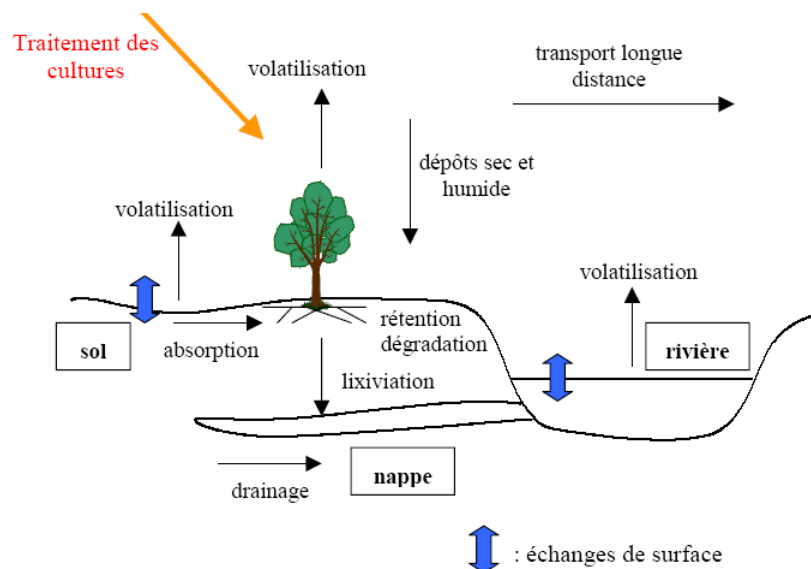 Traitement des
cultures
volatilisation
transport longue
distance
dépôts sec et
humide
volatilisation
volatilisation
sol
absorption
rétention
dégradation
rivière
lixiviation
drainage
nappe
: échanges de surface